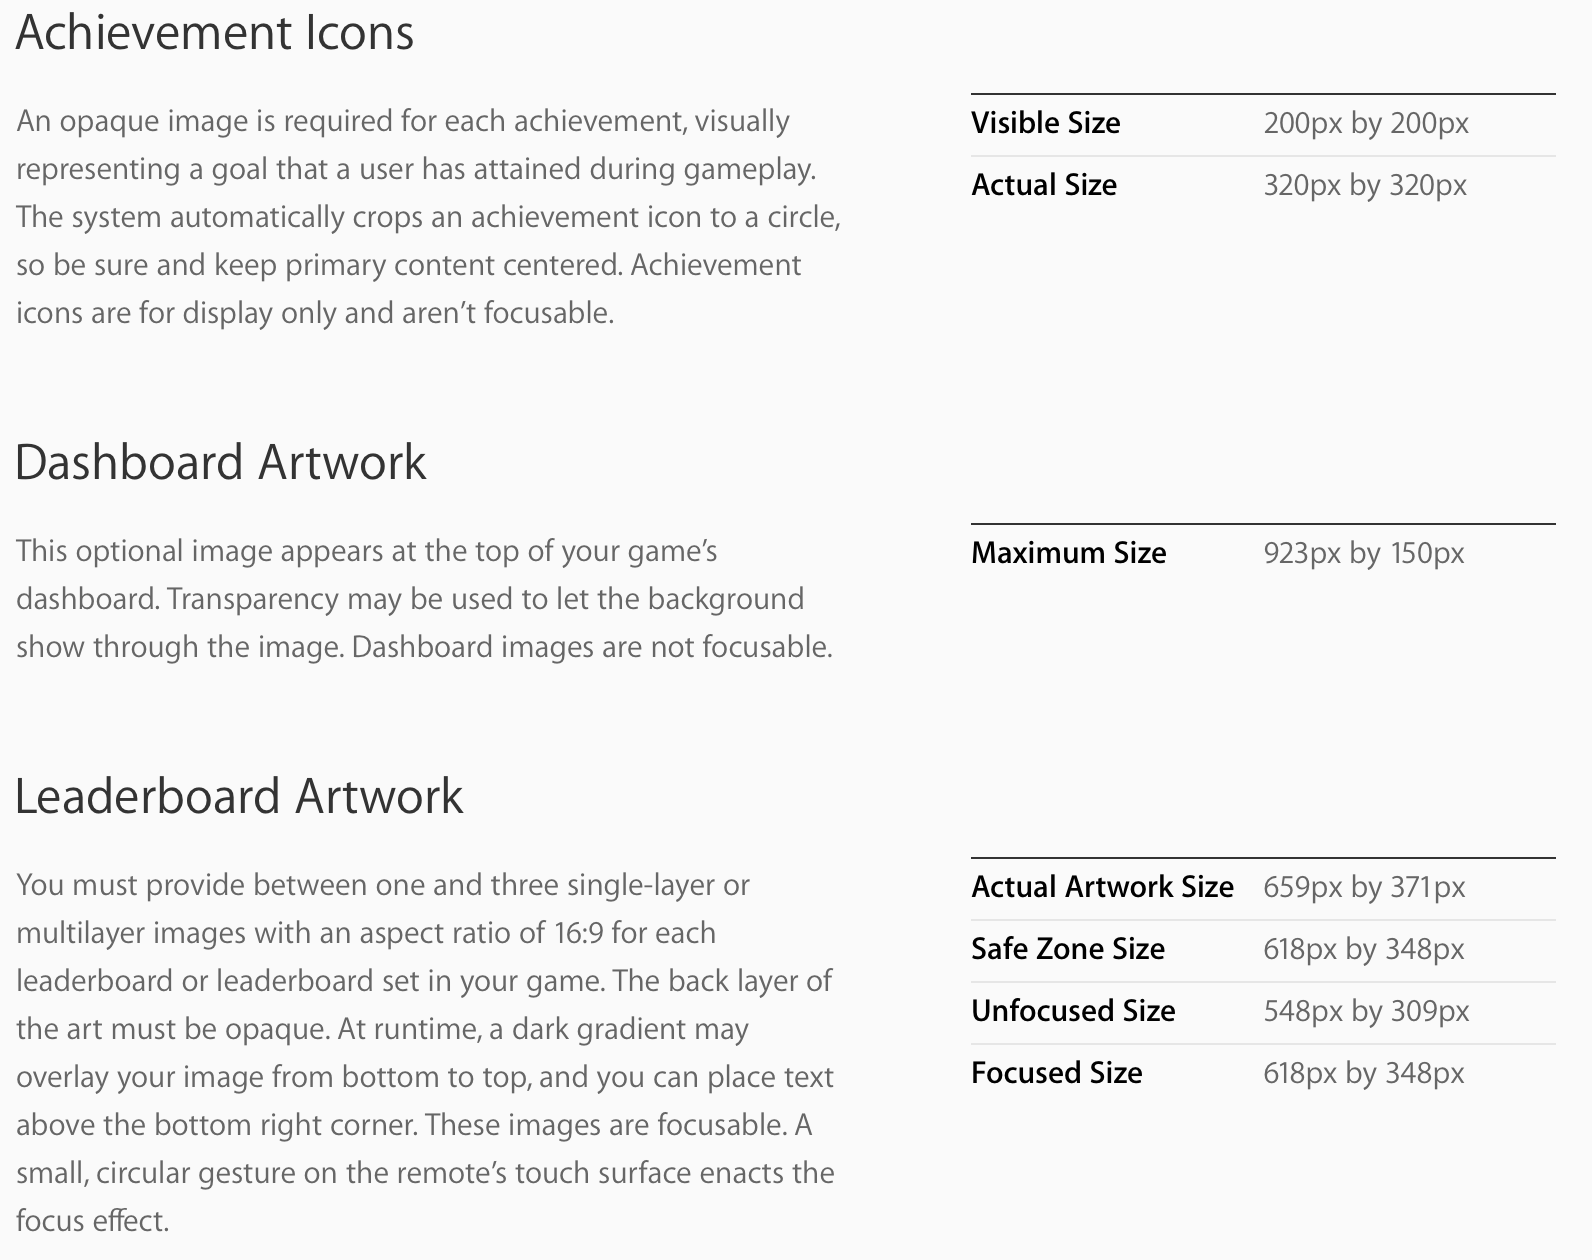 Achievement Icons
An opaque image is required for each achievement, visually
representing a goal that a user has attained during gameplay.
The system automatically crops an achievement icon to a circle,
so be sure and keep primary content centered. Achievement
icons are for display only and aren’t focusable.
Visible Size 200px by 200px
Actual Size 320px by 320px
Dashboard Artwork
This optional image appears at the top of your game’s
dashboard. Transparency may be used to let the background
show through the image. Dashboard images are not focusable.
Maximum Size 923px by 150px
Leaderboard Artwork
You must provide between one and three single-layer or
multilayer images with an aspect ratio of 16:9 for each
leaderboard or leaderboard set in your game. The back layer of
the art must be opaque. At runtime, a dark gradient may
overlay your image from bottom to top, and you can place text
above the bottom right corner. These images are focusable. A
small, circular gesture on the remote’s touch surface enacts the
focus effect.
Actual Artwork Size 659px by 371px
Safe Zone Size 618px by 348px
Unfocused Size 548px by 309px
Focused Size 618px by 348px